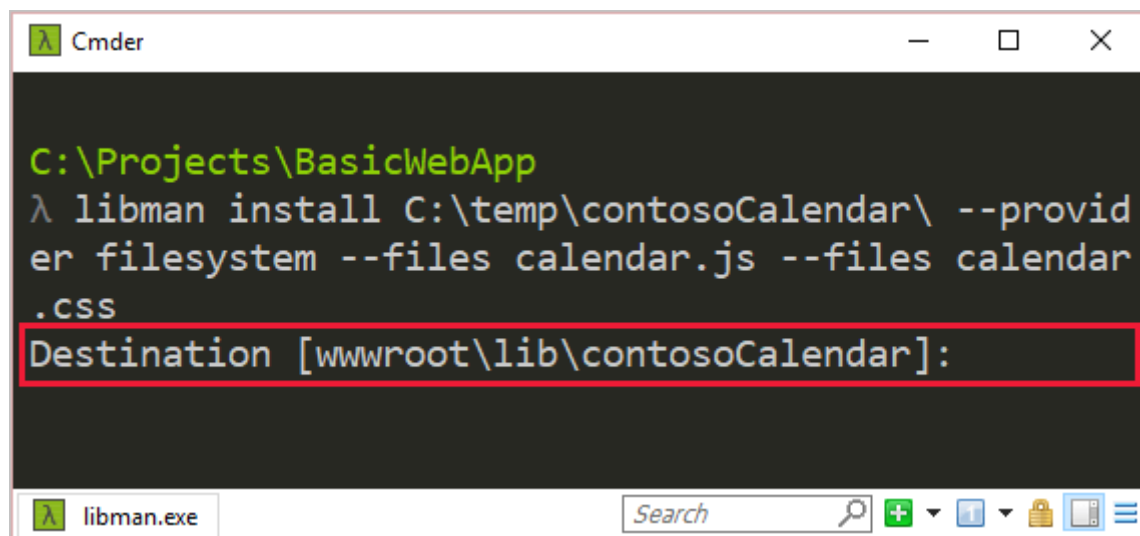 Cmder
C:\Projects\BasicWebApp
λ libman install C:\temp\contosoCalendar\ --provid
er filesystem --files calendar.js --files calendar
.css
Destination [wwwroot\lib\contosoCalendar]:
λ libman.exe
Search
1